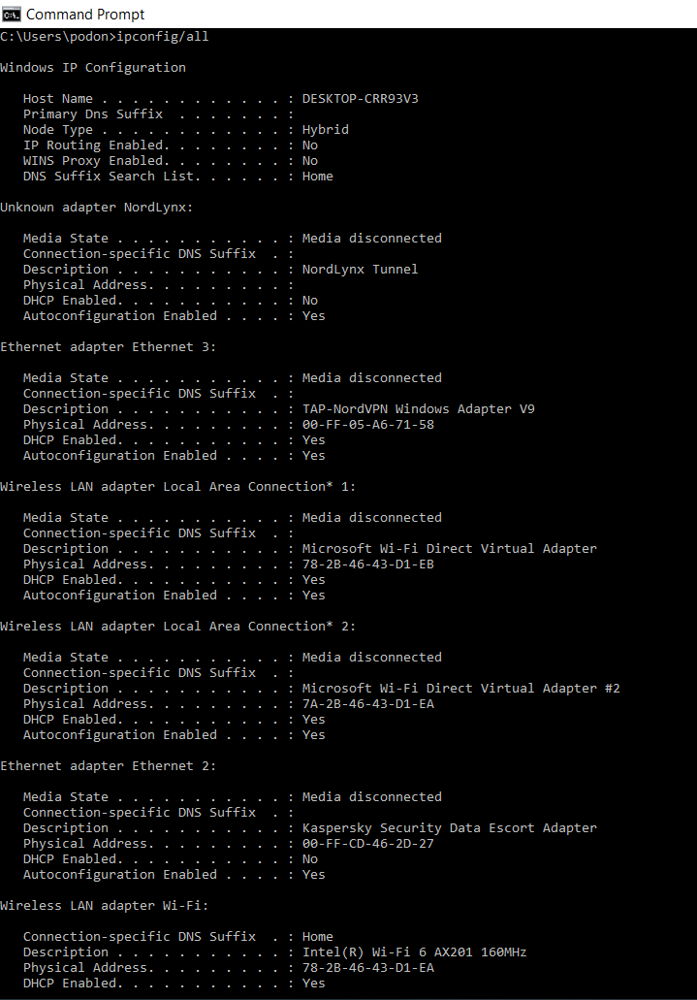 Command Prompt
C:\Users\podon>ipconfig/all
Windows IP Configuration
Host Name . . . . . . . . . . . . : DESKTOP-CRR93V3
Primary Dns Suffix  . . . . . . . :
Node Type . . . . . . . . . . . . : Hybrid
IP Routing Enabled. . . . . . . . : No
WINS Proxy Enabled. . . . . . . . : No
DNS Suffix Search List. . . . . . : Home
Unknown adapter NordLynx:
Media State . . . . . . . . . . . : Media disconnected
Connection-specific DNS Suffix  . :
Description . . . . . . . . . . . : NordLynx Tunnel
Physical Address. . . . . . . . . :
DHCP Enabled. . . . . . . . . . . : No
Autoconfiguration Enabled . . . . : Yes
Ethernet adapter Ethernet 3:
Media State . . . . . . . . . . . : Media disconnected
Connection-specific DNS Suffix  . :
Description . . . . . . . . . . . : TAP-NordVPN Windows Adapter V9
Physical Address. . . . . . . . . : 00-FF-05-A6-71-58
DHCP Enabled. . . . . . . . . . . : Yes
Autoconfiguration Enabled . . . . : Yes
Wireless LAN adapter Local Area Connection* 1:
Media State . . . . . . . . . . . : Media disconnected
Connection-specific DNS Suffix  . :
Description . . . . . . . . . . . : Microsoft Wi-Fi Direct Virtual Adapter
Physical Address. . . . . . . . . : 78-2B-46-43-D1-EB
DHCP Enabled. . . . . . . . . . . : Yes
Autoconfiguration Enabled . . . . : Yes
Wireless LAN adapter Local Area Connection* 2:
Media State . . . . . . . . . . . : Media disconnected
Connection-specific DNS Suffix  . :
Description . . . . . . . . . . . : Microsoft Wi-Fi Direct Virtual Adapter #2
Physical Address. . . . . . . . . : 7A-2B-46-43-D1-EA
DHCP Enabled. . . . . . . . . . . : Yes
Autoconfiguration Enabled . . . . : Yes
Ethernet adapter Ethernet 2:
Media State . . . . . . . . . . . : Media disconnected
Connection-specific DNS Suffix  . :
Description . . . . . . . . . . . : Kaspersky Security Data Escort Adapter
Physical Address. . . . . . . . . : 00-FF-CD-46-2D-27
DHCP Enabled. . . . . . . . . . . : No
Autoconfiguration Enabled . . . . : Yes
Wireless LAN adapter Wi-Fi:
Connection-specific DNS Suffix  . : Home
Description . . . . . . . . . . . : Intel(R) Wi-Fi 6 AX201 160MHz
Physical Address. . . . . . . . . : 78-2B-46-43-D1-EA
DHCP Enabled. . . . . . . . . . . : Yes